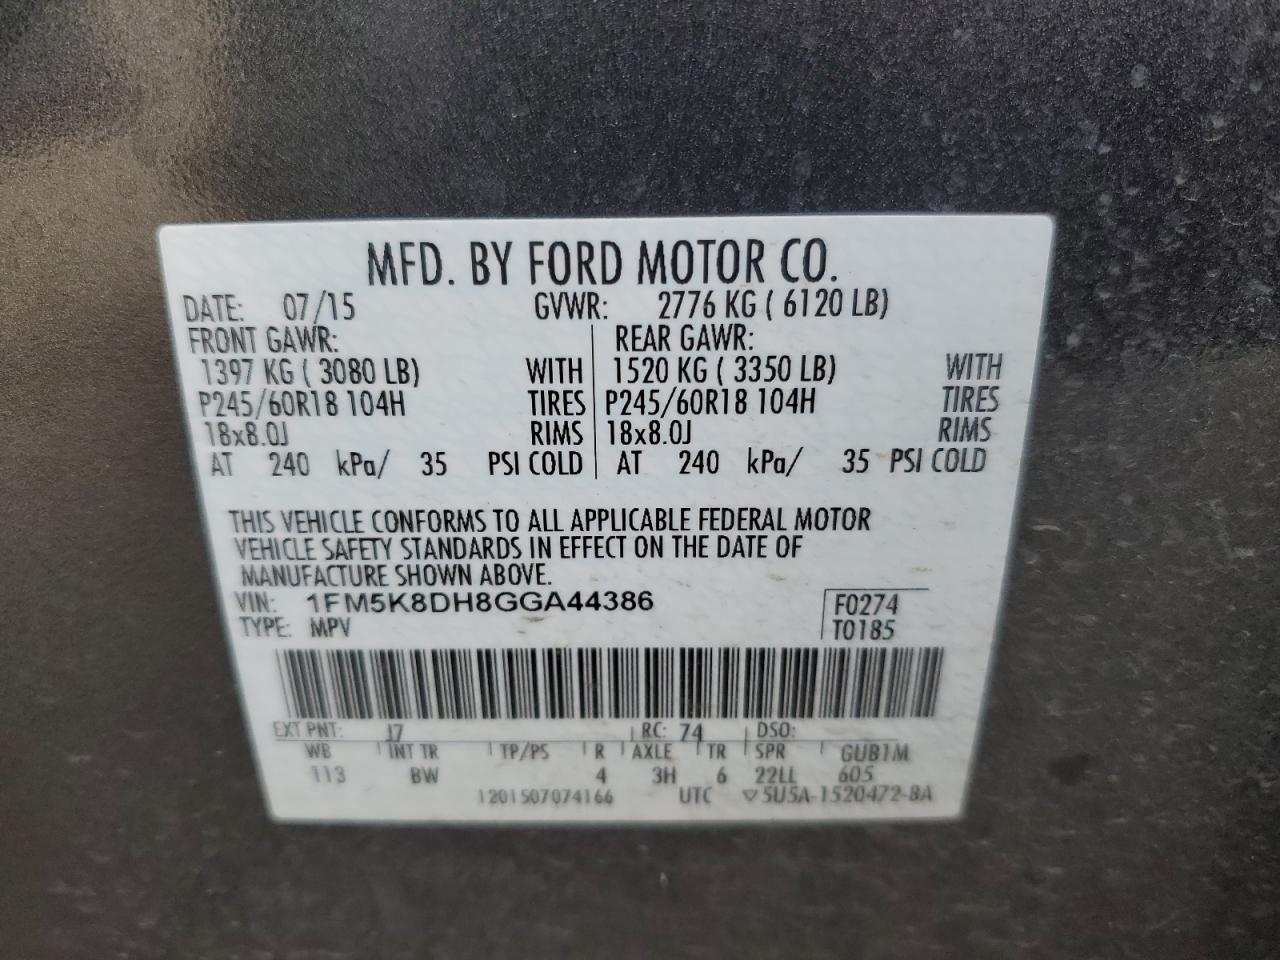 MFD. BY FORD MOTOR CO.
DATE: 07/15 GVWR: 2776 KG ( 6120 LB)
FRONT GAWR: REAR GAWR:
1397 KG ( 3080 LB) WITH 1520 KG ( 3350 LB) WITH
P245/60R18 104H TIRES P245/60R18 104H TIRES
18x8.0J RIMS 18x8.0J RIMS
AT 240 kPa/ 35 PSI COLD AT 240 kPa/ 35 PSI COLD
THIS VEHICLE CONFORMS TO ALL APPLICABLE FEDERAL MOTOR
VEHICLE SAFETY STANDARDS IN EFFECT ON THE DATE OF
MANUFACTURE SHOWN ABOVE.
VIN: 1FM5K8DH8GGA44386 F0274
TYPE: MPV T0185
EXT PNT: J7 RC: 74 DSO:
WB INT TR TP/PS R AXLE TR SPR GUB1M
113 BW 4 3H 6 22LL 605
1201507074166 UTC ▽5U5A-1520472-8A